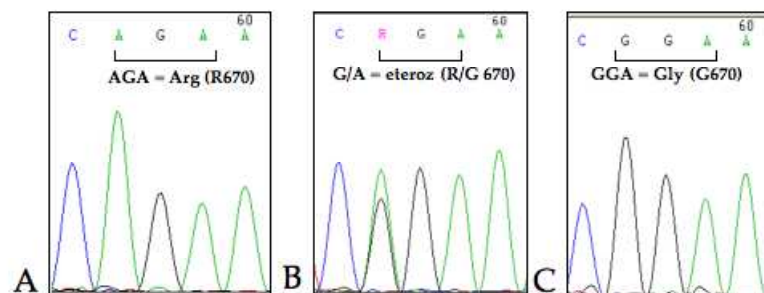 60
C A G A A
AGA = Arg (R670)
A
60
C R G A A
G/A = eteroz (R/G 670)
B
60
C G G A A
GGA = Gly (G670)
C